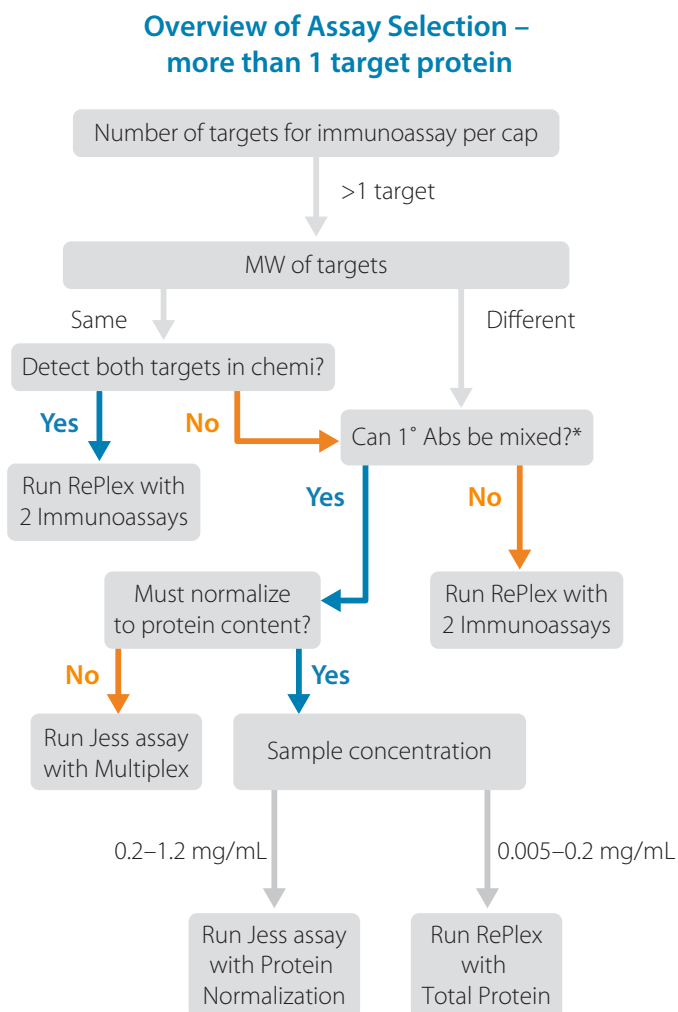 Overview of Assay Selection –
more than 1 target protein
Number of targets for immunoassay per cap
>1 target
MW of targets
Same
Different
Detect both targets in chemi?
Yes
No
Can 1˚ Abs be mixed?*
Run RePlex with
2 Immunoassays
Yes
No
Must normalize
to protein content?
Run RePlex with
2 Immunoassays
No
Yes
Run Jess assay
with Multiplex
Sample concentration
0.2–1.2 mg/mL
0.005–0.2 mg/mL
Run Jess assay
with Protein
Normalization
Run RePlex
with
Total Protein